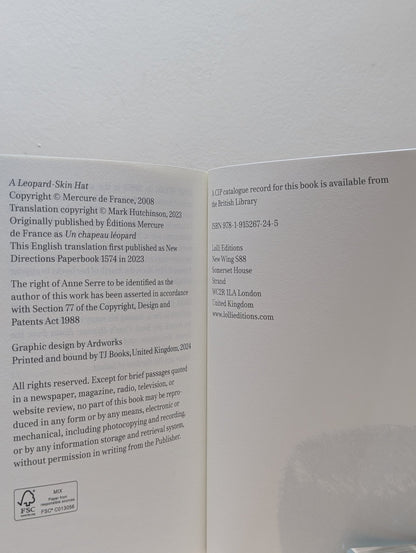 A Leopard-Skin Hat
Copyright © Mercure de France, 2008
Translation copyright © Mark Hutchinson, 2023
Originally published by Éditions Mercure
de France as Un chapeau léopard
This English translation first published as New
Directions Paperbook 1574 in 2023
The right of Anne Serre to be identified as the
author of this work has been asserted in accordance
with Section 77 of the Copyright, Design and
Patents Act 1988
Graphic design by Ardworks
Printed and bound by TJ Books, United Kingdom, 2024
All rights reserved. Except for brief passages quoted
in a newspaper, magazine, radio, television, or
website review, no part of this book may be repro-
duced in any form or by any means, electronic or
mechanical, including photocopying and recording,
or by any information storage and retrieval system,
without permission in writing from the Publisher.
FSC
MIX
Paper from
responsible sources
FSC® C013056
A CIP catalogue record for this book is available from
the British Library
ISBN 978-1-915267-24-5
Lolli Editions
New Wing S88
Somerset House
Strand
WC2R 1LA London
United Kingdom
www.lollieditions.com